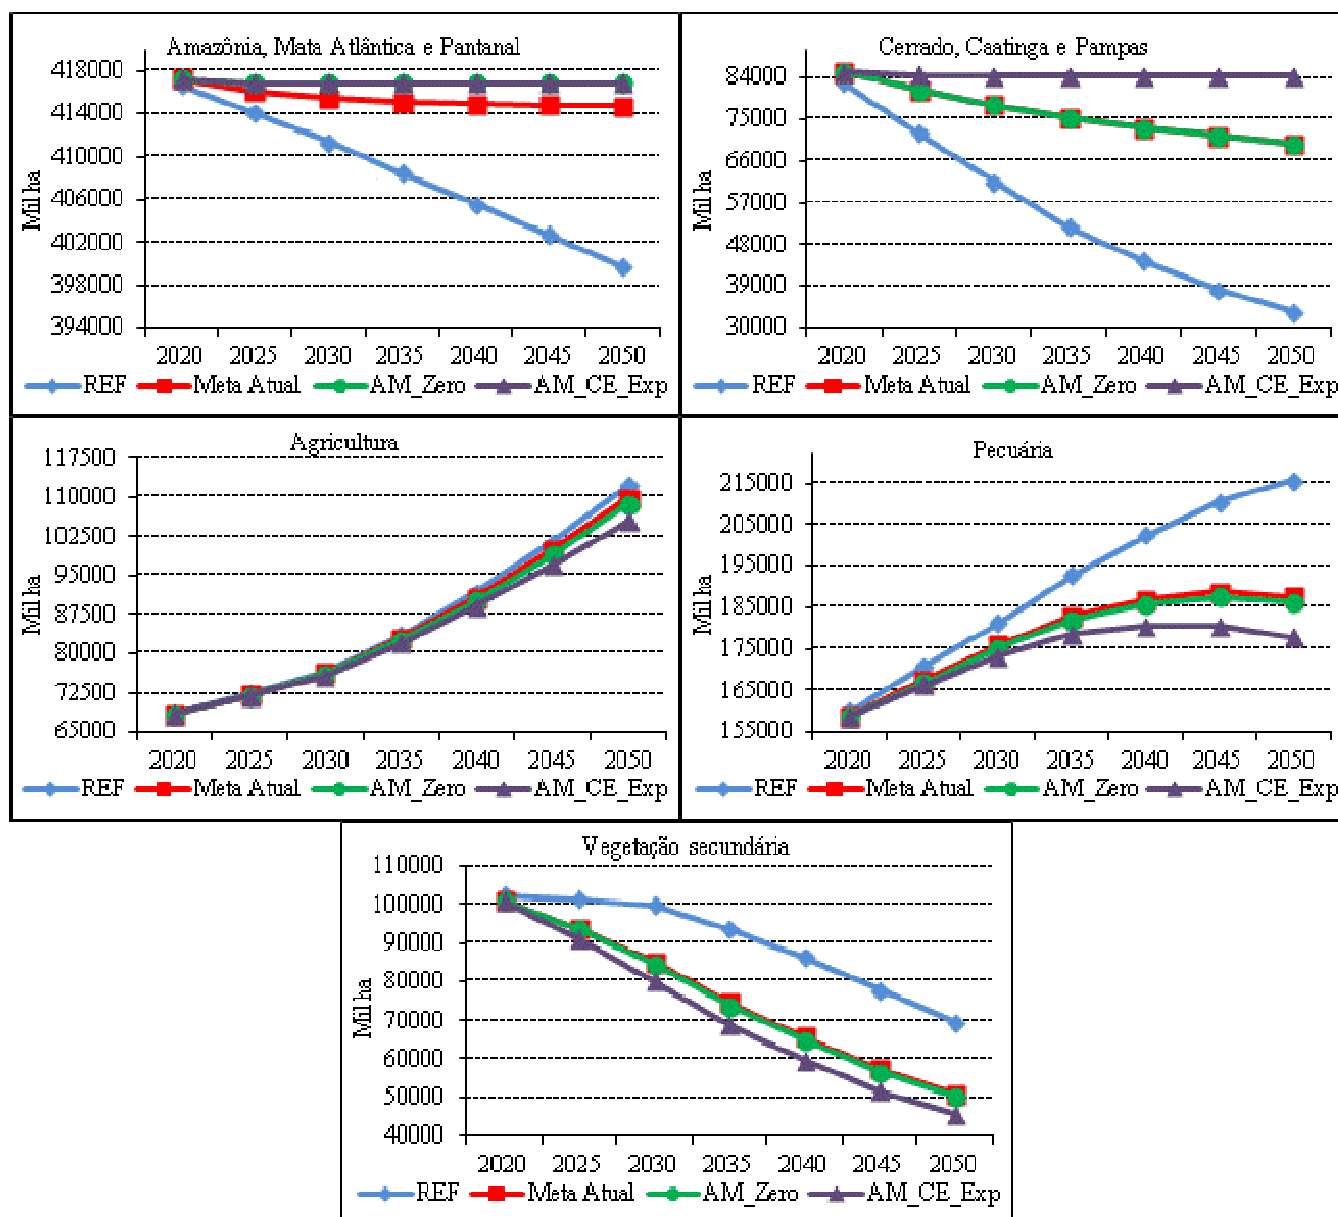 Amazônia, Mata Atlântica e Pantanal
Mil ha
418000
414000
410000
406000
402000
398000
394000
2020 2025 2030 2035 2040 2045 2050
REF Meta Atual AM_Zero AM_CE_Exp
Cerrado, Caatinga e Pampas
Mil ha
84000
75000
66000
57000
48000
39000
30000
2020 2025 2030 2035 2040 2045 2050
REF Meta Atual AM_Zero AM_CE_Exp
Agricultura
Mil ha
117500
110000
102500
95000
87500
80000
72500
65000
2020 2025 2030 2035 2040 2045 2050
REF Meta Atual AM_Zero AM_CE_Exp
Pecuária
Mil ha
215000
205000
195000
185000
175000
165000
155000
2020 2025 2030 2035 2040 2045 2050
REF Meta Atual AM_Zero AM_CE_Exp
Vegetação secundária
Mil ha
110000
100000
90000
80000
70000
60000
50000
40000
2020 2025 2030 2035 2040 2045 2050
REF Meta Atual AM_Zero AM_CE_Exp